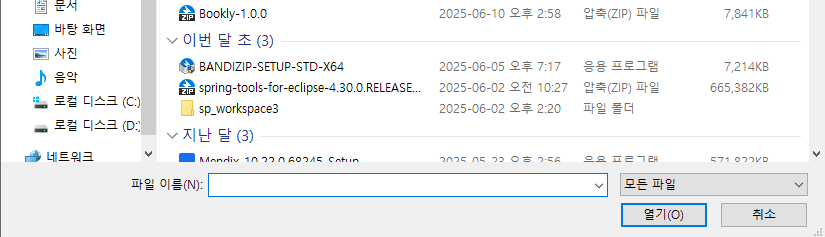 문서
Bookly-1.0.0 2025-06-10 오후 2:58 압축(ZIP) 파일 7,841KB
바탕 화면
이번 달 초 (3)
사진
BANDIZIP-SETUP-STD-X64 2025-06-05 오후 7:17 응용 프로그램 7,214KB
음악
spring-tools-for-eclipse-4.30.0.RELEASE... 2025-06-02 오전 10:27 압축(ZIP) 파일 665,382KB
로컬 디스크 (C:)
sp_workspace3 2025-06-02 오후 2:20 파일 폴더
로컬 디스크 (D:)
지난 달 (3)
네트워크
Mendix-10.22.0.68245-Setup 2025-05-23 오후 2:56 응용 프로그램 571,822KB
파일 이름(N):
모든 파일
열기(O)
취소